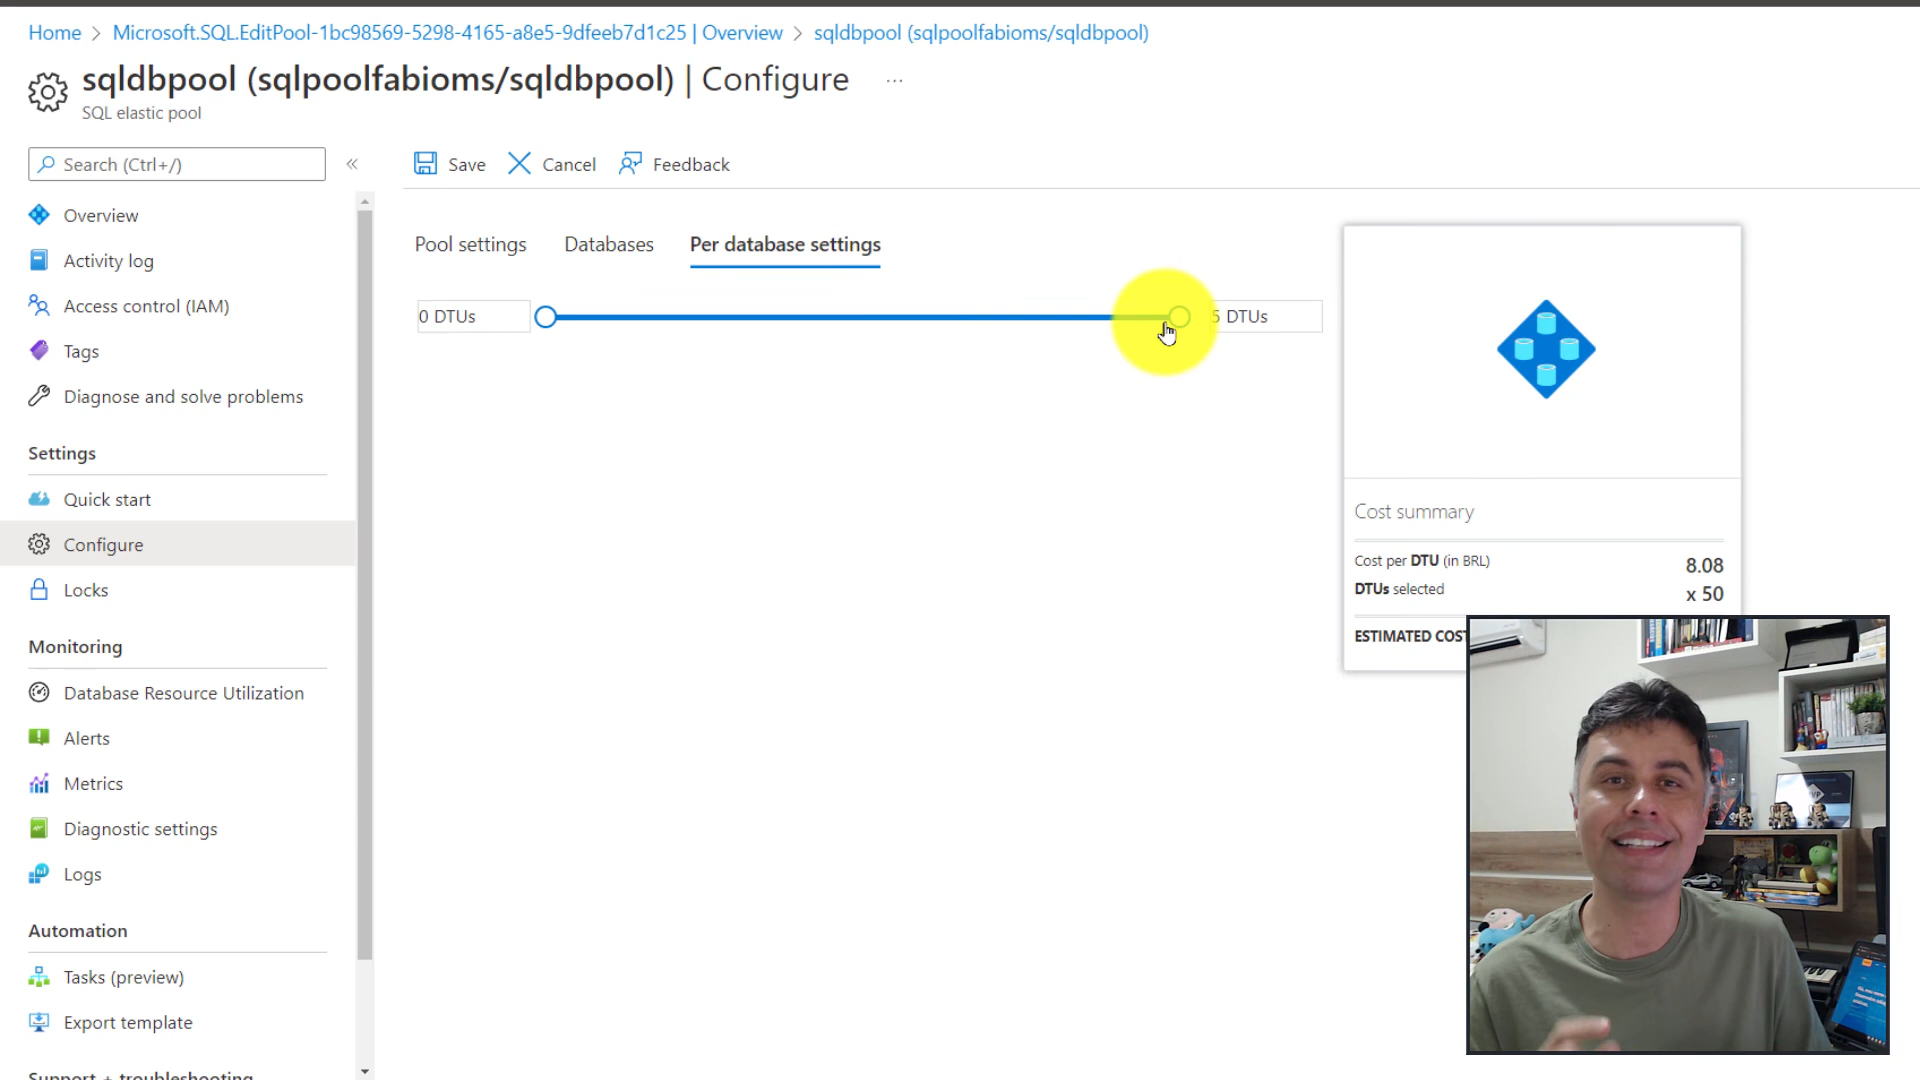 Home > Microsoft.SQL.EditPool-1bc98569-5298-4165-a8e5-9dfeeb7d1c25 | Overview > sqldbpool (sqlpoolfabioms/sqldbpool)
sqldbpool (sqlpoolfabioms/sqldbpool) | Configure ...
SQL elastic pool
Search (Ctrl+/)
«
Save
Cancel
Feedback
Overview
Activity log
Access control (IAM)
Tags
Diagnose and solve problems
Settings
Quick start
Configure
Locks
Monitoring
Database Resource Utilization
Alerts
Metrics
Diagnostic settings
Logs
Automation
Tasks (preview)
Export template
Support + troubleshooting
Pool settings
Databases
Per database settings
0 DTUs
5 DTUs
Cost summary
Cost per DTU (in BRL) 8.08
DTUs selected x 50
ESTIMATED COST